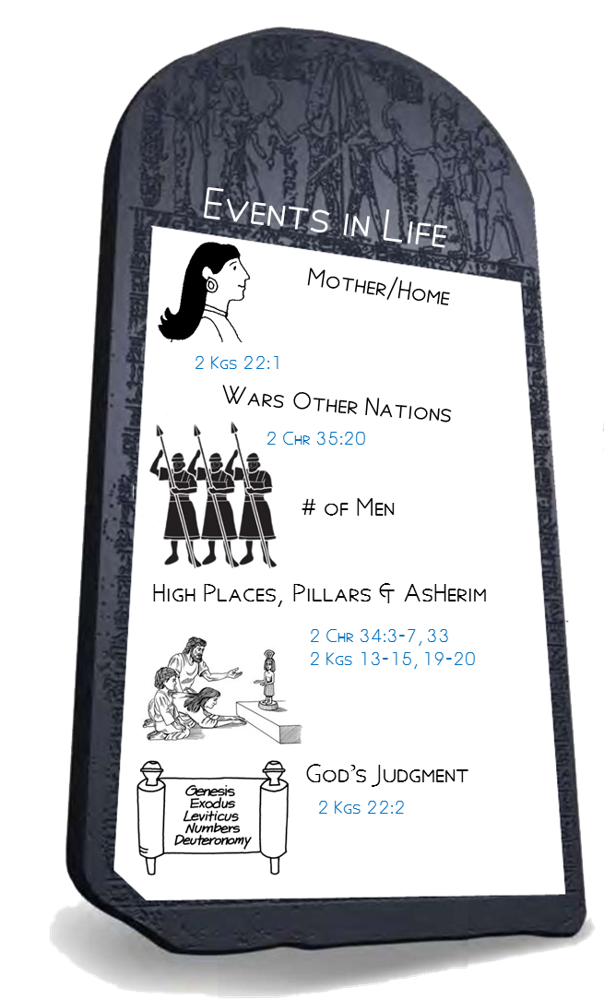 Events in Life
Mother/Home
2 Kgs 22:1
Wars Other Nations
2 Chr 35:20
# of Men
High Places, Pillars & AsHerim
2 Chr 34:3-7, 33
2 Kgs 13-15, 19-20
God's Judgment
2 Kgs 22:2
Genesis
Exodus
Leviticus
Numbers
Deuteronomy